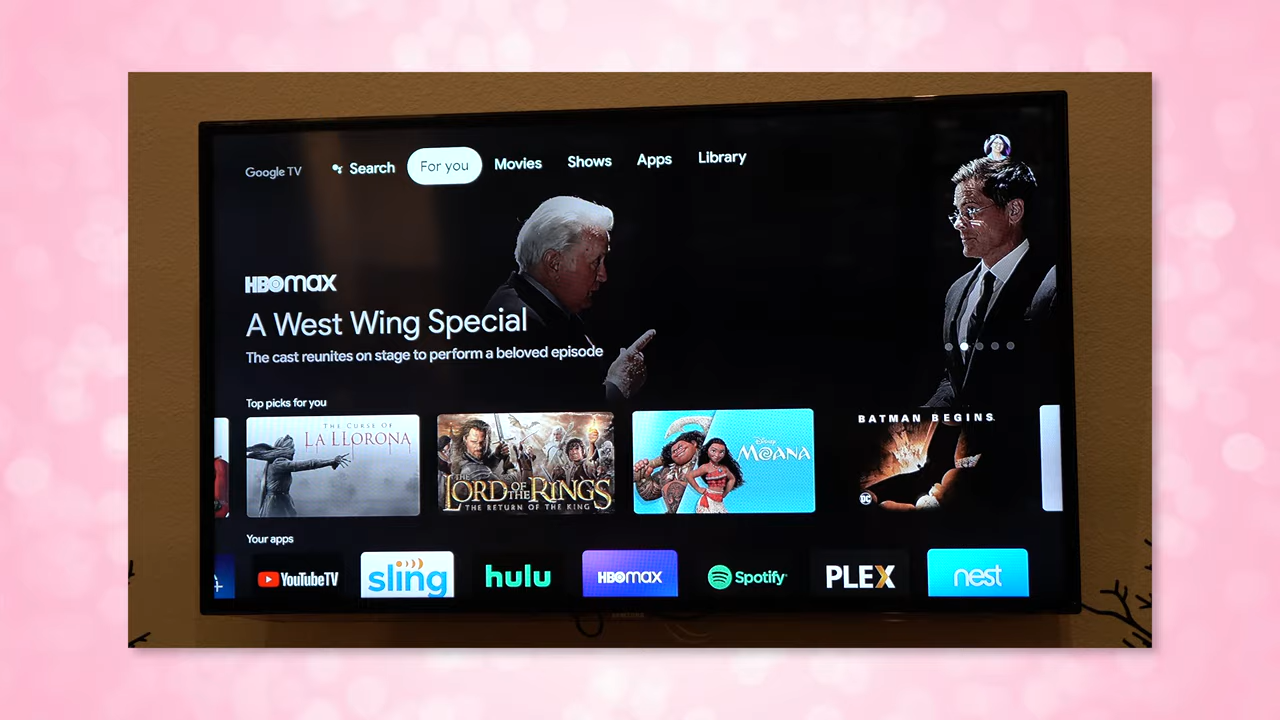 Google TV
Search
For you
Movies
Shows
Apps
Library
HBOMAX
A West Wing Special
The cast reunites on stage to perform a beloved episode
Top picks for you
THE CURSE OF
LA LLORONA
THE
LORD OF THE RINGS
THE RETURN OF THE KING
Disney
MOANA
BATMAN BEGINS
DC
Your apps
YouTubeTV
sling
hulu
HBOMAX
Spotify
PLEX
nest
SAMSUNG